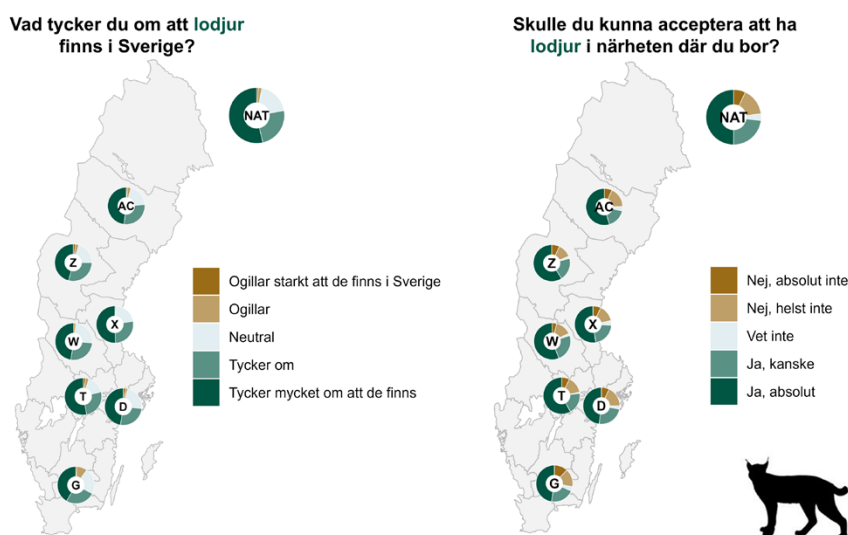 Vad tycker du om att lodjur
finns i Sverige?
NAT
AC
Z
X
W
T
D
G
Ogillar starkt att de finns i Sverige
Ogillar
Neutral
Tycker om
Tycker mycket om att de finns
Skulle du kunna acceptera att ha
lodjur i närheten där du bor?
NAT
AC
Z
X
W
T
D
G
Nej, absolut inte
Nej, helst inte
Vet inte
Ja, kanske
Ja, absolut